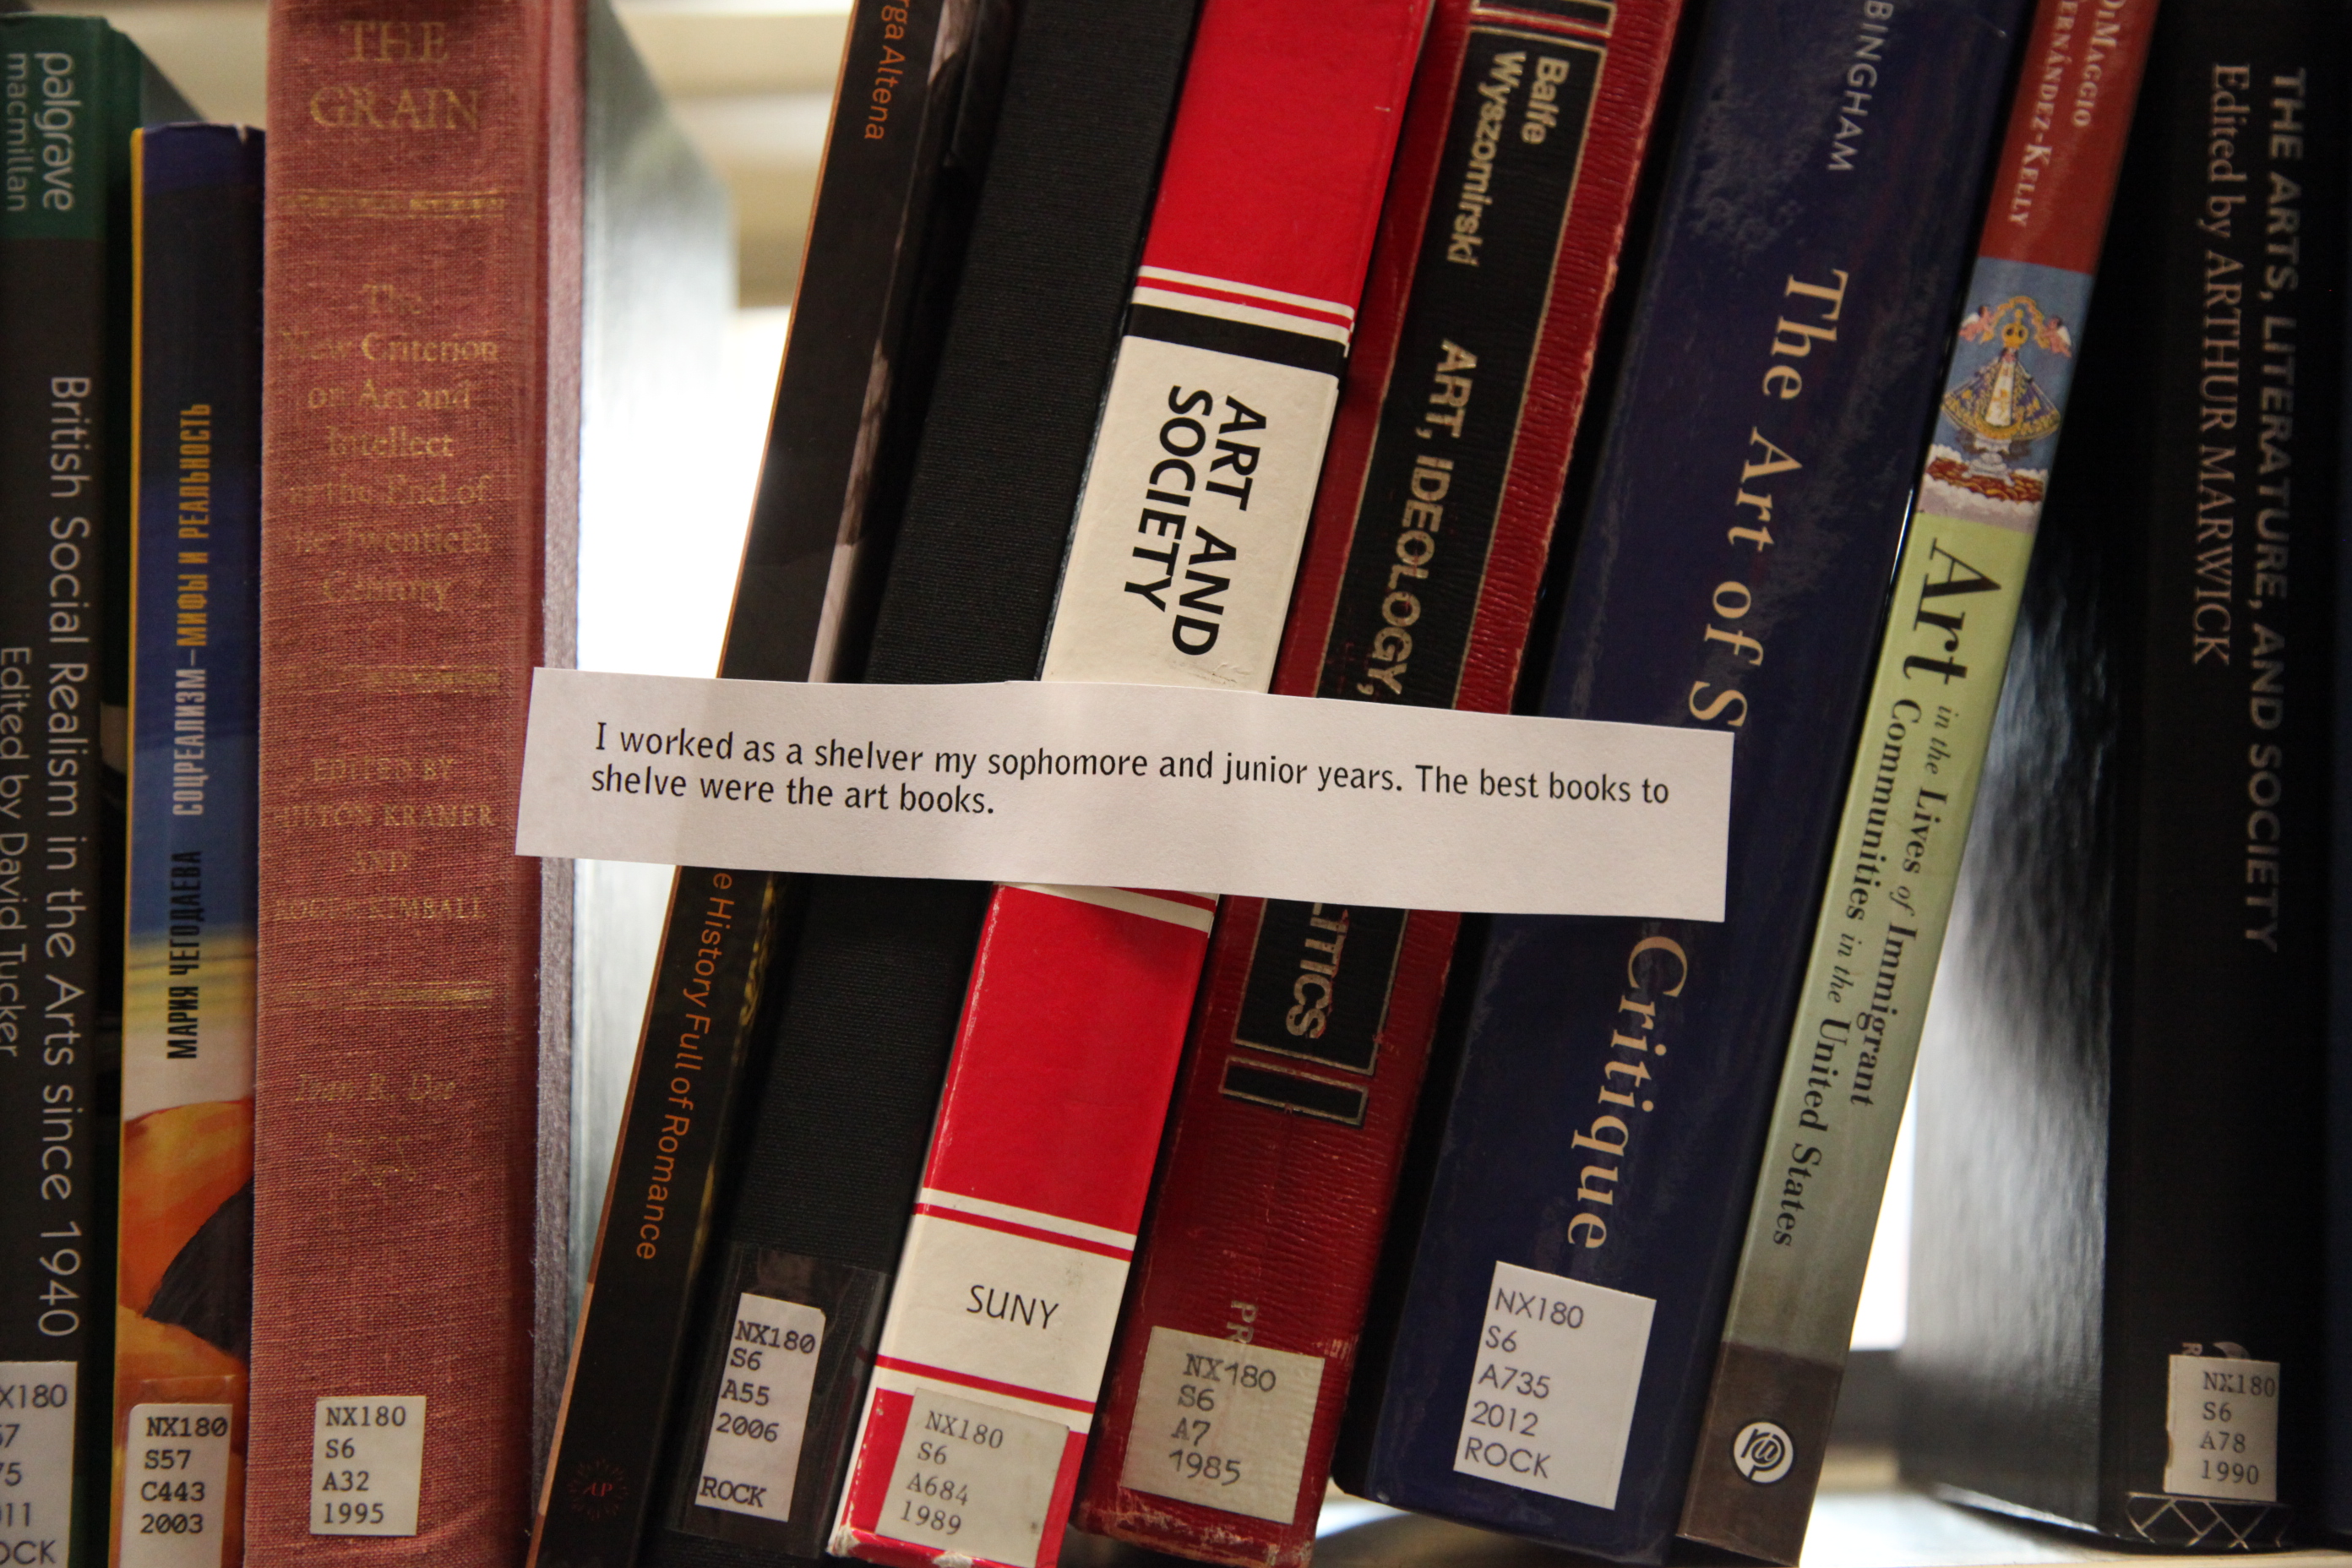 palgrave
macmillan
British Social Realism in the Arts since 1940
Edited by David Tucker
X180
11
OCK
МАРИЯ ЧЕГОДАЕВА СОЦРЕАЛИЗМ–МИФЫ И РЕАЛЬНОСТЬ
NX180
S57
C443
2003
THE
GRAIN
The
New Criterion
on Art and
Intellect
at the End of
the Twentieth
Century
EDITED BY
HILTON KRAMER
AND
ROGER KIMBALL
Ivan R. Dee
NX180
S6
A32
1995
rga Altena
e History Full of Romance
AP
NX180
S6
A55
2006
ROCK
ART AND
SOCIETY
SUNY
NX180
S6
A684
1989
I worked as a shelver my sophomore and junior years. The best books to
shelve were the art books.
Balfe
Wyszomirski
ART, IDEOLOGY,
LITICS
PR
NX180
S6
A7
1985
BINGHAM
The Art of S
Critique
NX180
S6
A735
2012
ROCK
DIMAGGIO
ERNÁNDEZ-KELLY
Art in the Lives of Immigrant
Communities in the United States
THE ARTS, LITERATURE, AND SOCIETY
Edited by ARTHUR MARWICK
R
NX180
S6
A78
1990